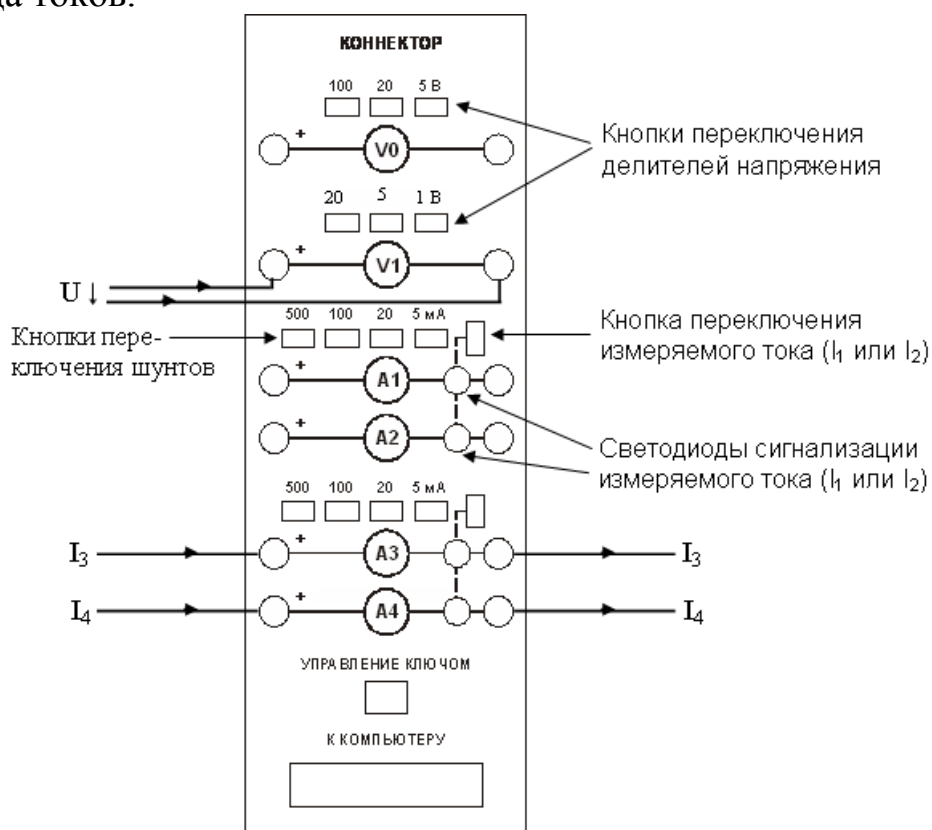 да токов.
КОННЕКТОР
100 20 5 В
+ V0
Кнопки переключения
делителей напряжения
20 5 1 В
+ V1
U ↓
500 100 20 5 мА
Кнопки пере-
ключения шунтов
Кнопка переключения
измеряемого тока (I₁ или I₂)
+ A1
+ A2
Светодиоды сигнализации
измеряемого тока (I₁ или I₂)
500 100 20 5 мА
I₃ + A3 I₃
I₄ + A4 I₄
УПРАВЛЕНИЕ КЛЮЧОМ
К КОМПЬЮТЕРУ